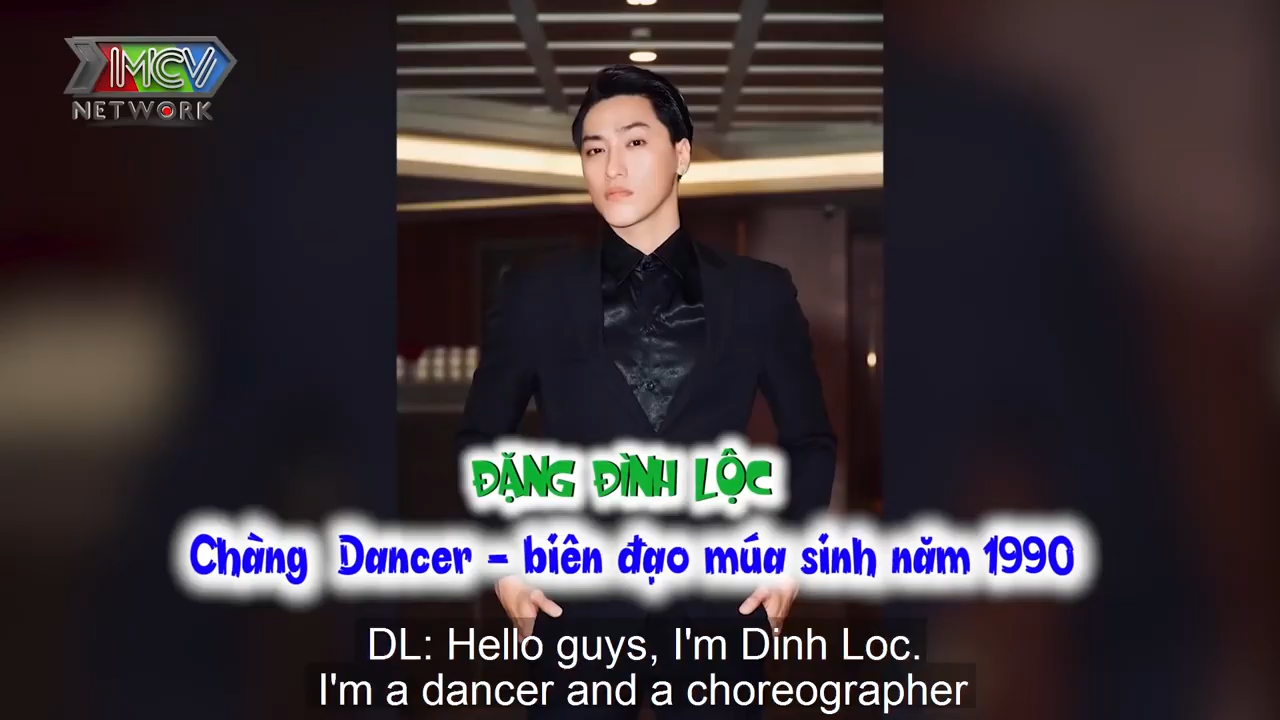 MCV
NETWORK
ĐẶNG ĐÌNH LỘC
Chàng Dancer - biên đạo múa sinh năm 1990
DL: Hello guys, I'm Dinh Loc.
I'm a dancer and a choreographer